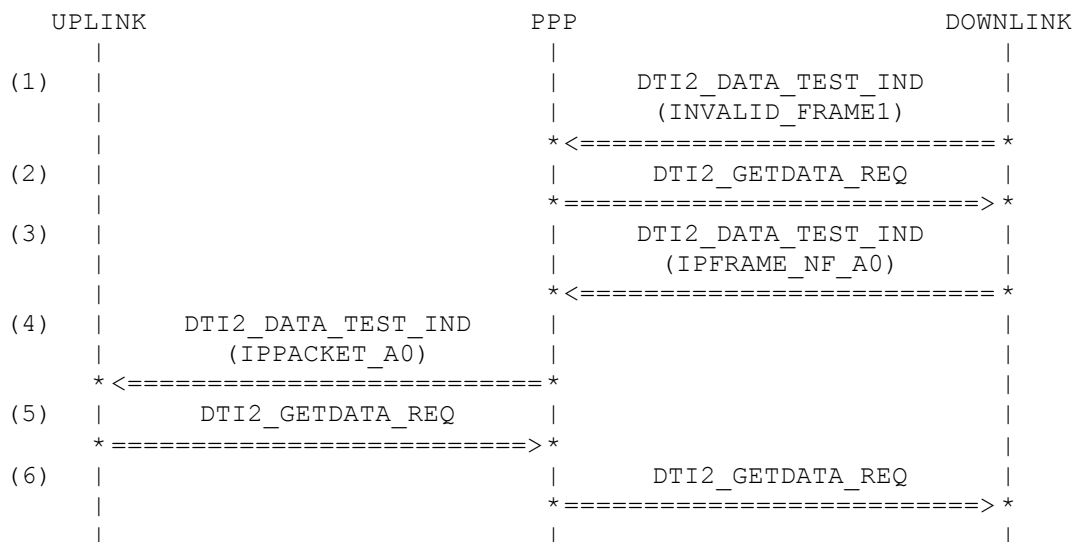 UPLINK PPP DOWNLINK
| | |
(1) | | DTI2_DATA_TEST_IND |
| | (INVALID_FRAME1) |
| *<==========================*
(2) | | DTI2_GETDATA_REQ |
| *==========================>*
(3) | | DTI2_DATA_TEST_IND |
| | (IPFRAME_NF_A0) |
| *<==========================*
(4) | DTI2_DATA_TEST_IND | |
| (IPPACKET_A0) | |
*<==========================* |
(5) | DTI2_GETDATA_REQ | |
*==========================>* |
(6) | | DTI2_GETDATA_REQ |
| *==========================>*
| | |